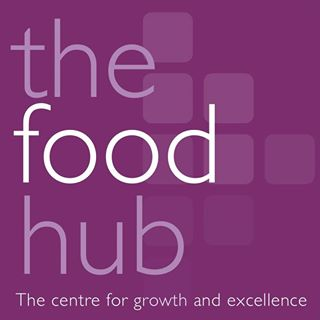 the
food
hub
The centre for growth and excellence